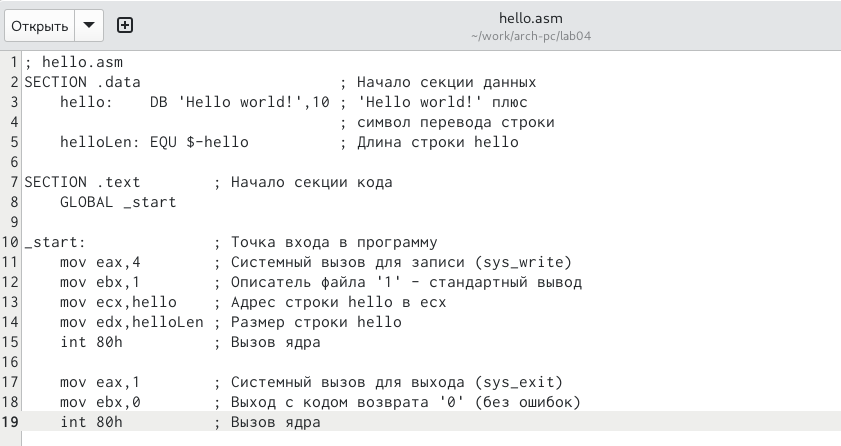 Открыть
hello.asm
~/work/arch-pc/lab04
1 ; hello.asm
2 SECTION .data                      ; Начало секции данных
3     hello:    DB 'Hello world!',10 ; 'Hello world!' плюс
4                                    ; символ перевода строки
5     helloLen: EQU $-hello          ; Длина строки hello
6
7 SECTION .text        ; Начало секции кода
8     GLOBAL _start
9
10 _start:              ; Точка входа в программу
11     mov eax,4        ; Системный вызов для записи (sys_write)
12     mov ebx,1        ; Описатель файла '1' - стандартный вывод
13     mov ecx,hello    ; Адрес строки hello в ecx
14     mov edx,helloLen ; Размер строки hello
15     int 80h          ; Вызов ядра
16
17     mov eax,1        ; Системный вызов для выхода (sys_exit)
18     mov ebx,0        ; Выход с кодом возврата '0' (без ошибок)
19     int 80h          ; Вызов ядра